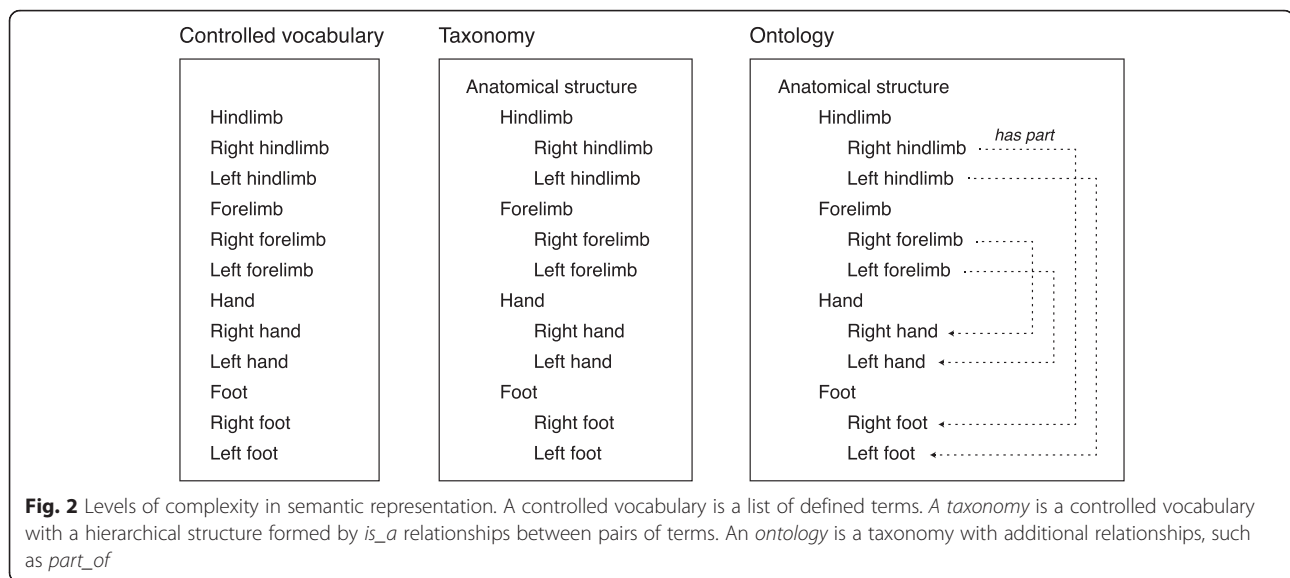 Controlled vocabulary
Hindlimb
Right hindlimb
Left hindlimb
Forelimb
Right forelimb
Left forelimb
Hand
Right hand
Left hand
Foot
Right foot
Left foot
Taxonomy
Anatomical structure
Hindlimb
Right hindlimb
Left hindlimb
Forelimb
Right forelimb
Left forelimb
Hand
Right hand
Left hand
Foot
Right foot
Left foot
Ontology
Anatomical structure
Hindlimb
Right hindlimb
has part
Left hindlimb
Forelimb
Right forelimb
Left forelimb
Hand
Right hand
Left hand
Foot
Right foot
Left foot
Fig. 2 Levels of complexity in semantic representation. A controlled vocabulary is a list of defined terms. A taxonomy is a controlled vocabulary
with a hierarchical structure formed by is_a relationships between pairs of terms. An ontology is a taxonomy with additional relationships, such
as part_of